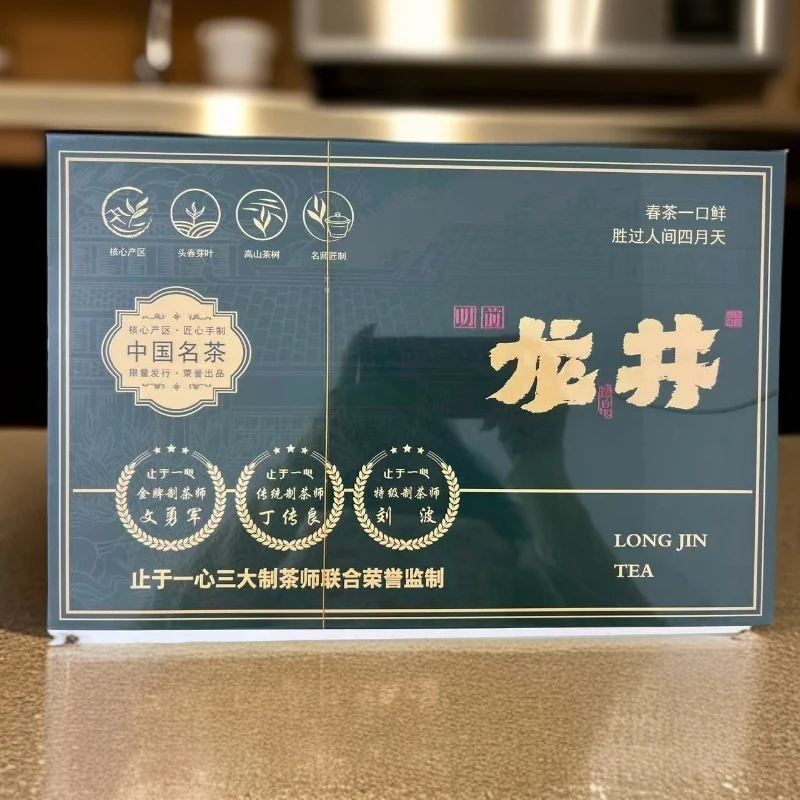 核心产区
头春芽叶
高山茶树
名师匠制
春茶一口鲜
胜过人间四月天
核心产区·匠心手制
中国名茶
限量发行·荣誉出品
明前
龙井
止于一心
金牌制茶师
文勇军
止于一心
传统制茶师
丁传良
止于一心
特级制茶师
刘 波
止于一心三大制茶师联合荣誉监制
LONG JIN
TEA